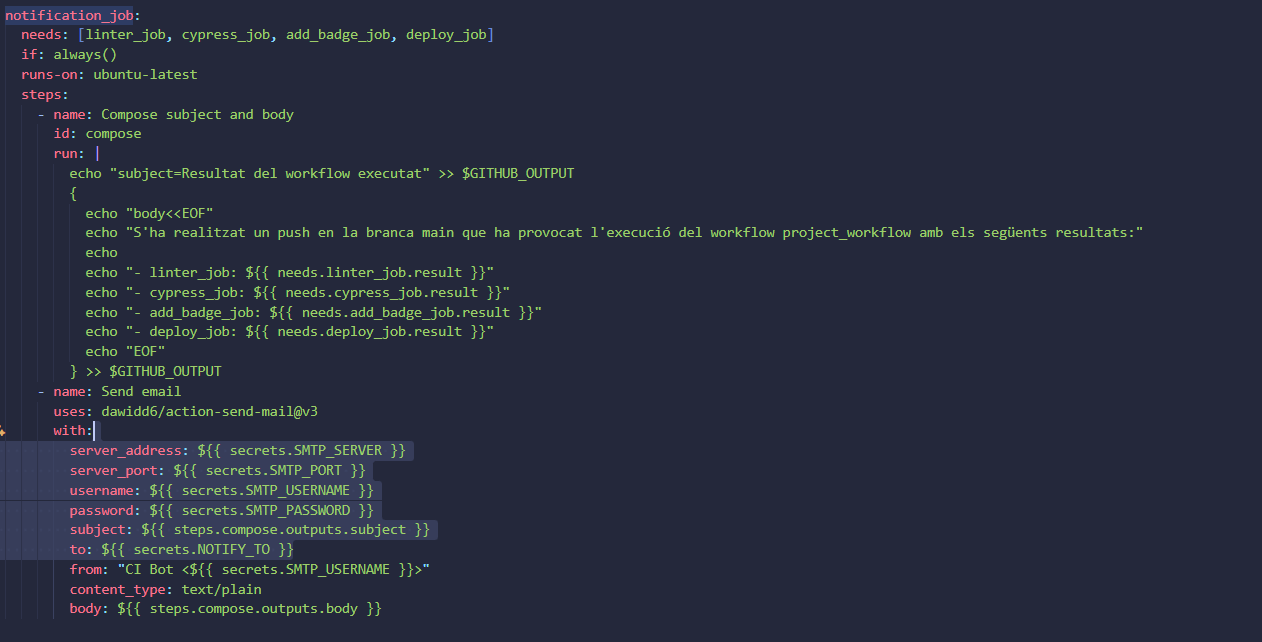 notification_job:
needs: [linter_job, cypress_job, add_badge_job, deploy_job]
if: always()
runs-on: ubuntu-latest
steps:
- name: Compose subject and body
id: compose
run: |
echo "subject=Resultat del workflow executat" >> $GITHUB_OUTPUT
{
echo "body<<EOF"
echo "S'ha realitzat un push en la branca main que ha provocat l'execució del workflow project_workflow amb els següents resultats:"
echo
echo "- linter_job: ${{ needs.linter_job.result }}"
echo "- cypress_job: ${{ needs.cypress_job.result }}"
echo "- add_badge_job: ${{ needs.add_badge_job.result }}"
echo "- deploy_job: ${{ needs.deploy_job.result }}"
echo "EOF"
} >> $GITHUB_OUTPUT
- name: Send email
uses: dawidd6/action-send-mail@v3
with:
server_address: ${{ secrets.SMTP_SERVER }}
server_port: ${{ secrets.SMTP_PORT }}
username: ${{ secrets.SMTP_USERNAME }}
password: ${{ secrets.SMTP_PASSWORD }}
subject: ${{ steps.compose.outputs.subject }}
to: ${{ secrets.NOTIFY_TO }}
from: "CI Bot <${{ secrets.SMTP_USERNAME }}>"
content_type: text/plain
body: ${{ steps.compose.outputs.body }}